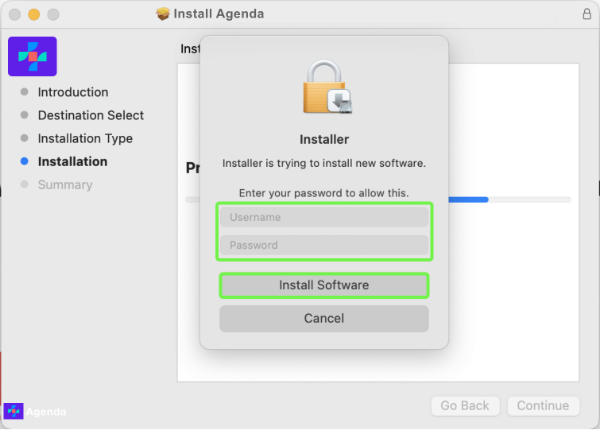 Install Agenda
Inst
Introduction
Destination Select
Installation Type
Installation
Summary
Pr
Installer
Installer is trying to install new software.
Enter your password to allow this.
Username
Password
Install Software
Cancel
Go Back
Continue
Agenda